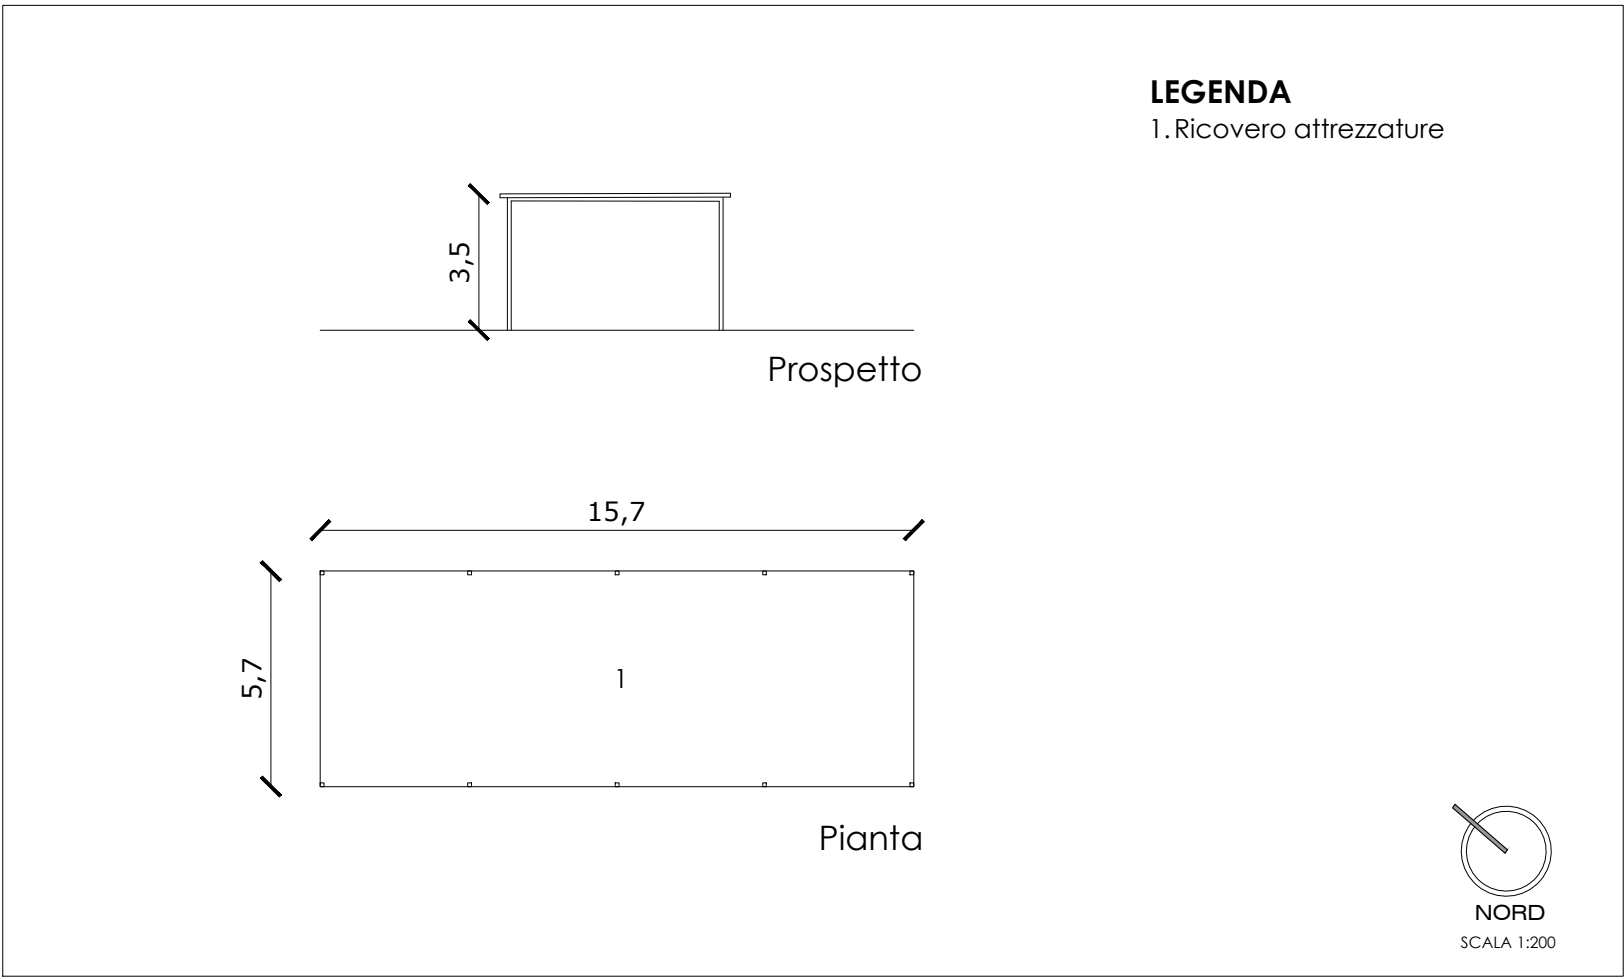 LEGENDA
1. Ricovero attrezzature
3,5
Prospetto
15,7
5,7
1
Pianta
NORD
SCALA 1:200